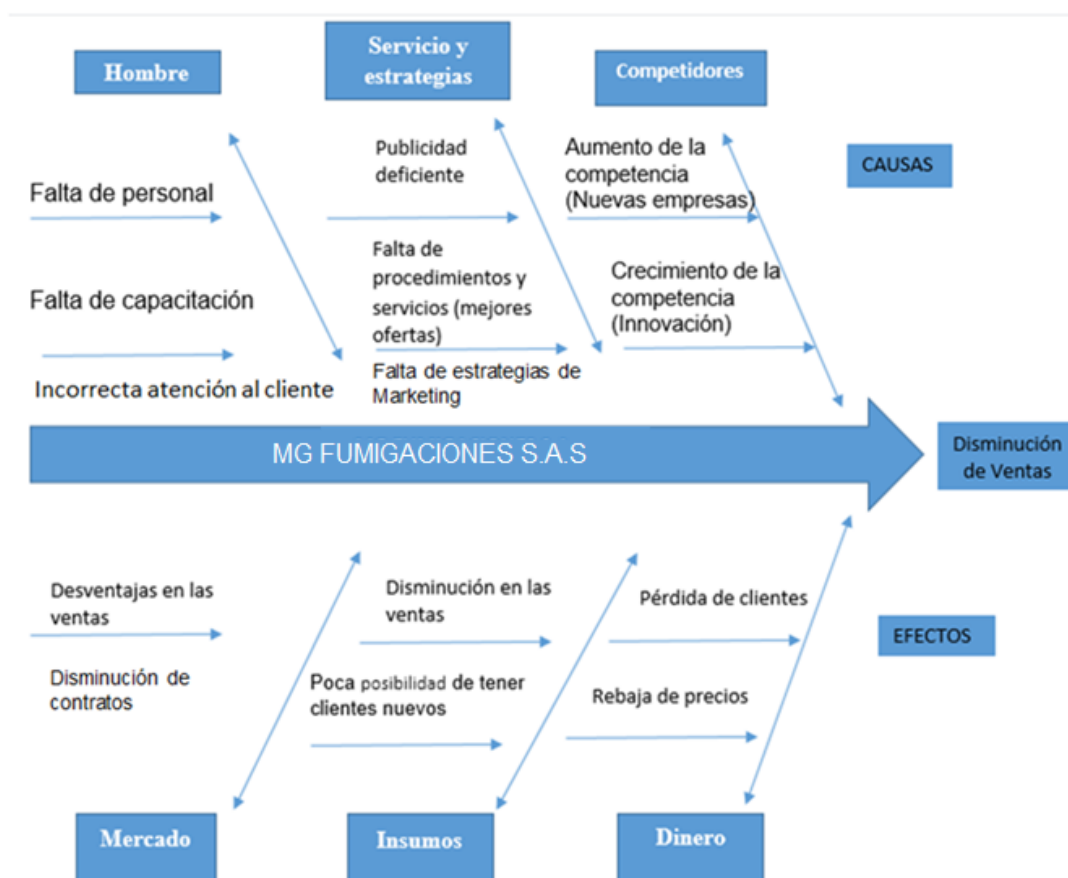 Hombre
Servicio y
estrategias
Competidores
CAUSAS
Falta de personal
Falta de capacitación
Incorrecta atención al cliente
Publicidad
deficiente
Falta de
procedimientos y
servicios (mejores
ofertas)
Falta de estrategias de
Marketing
Aumento de la
competencia
(Nuevas empresas)
Crecimiento de la
competencia
(Innovación)
MG FUMIGACIONES S.A.S
Disminución
de Ventas
Desventajas en las
ventas
Disminución de
contratos
Disminución en las
ventas
Poca posibilidad de tener
clientes nuevos
Pérdida de clientes
Rebaja de precios
EFECTOS
Mercado
Insumos
Dinero